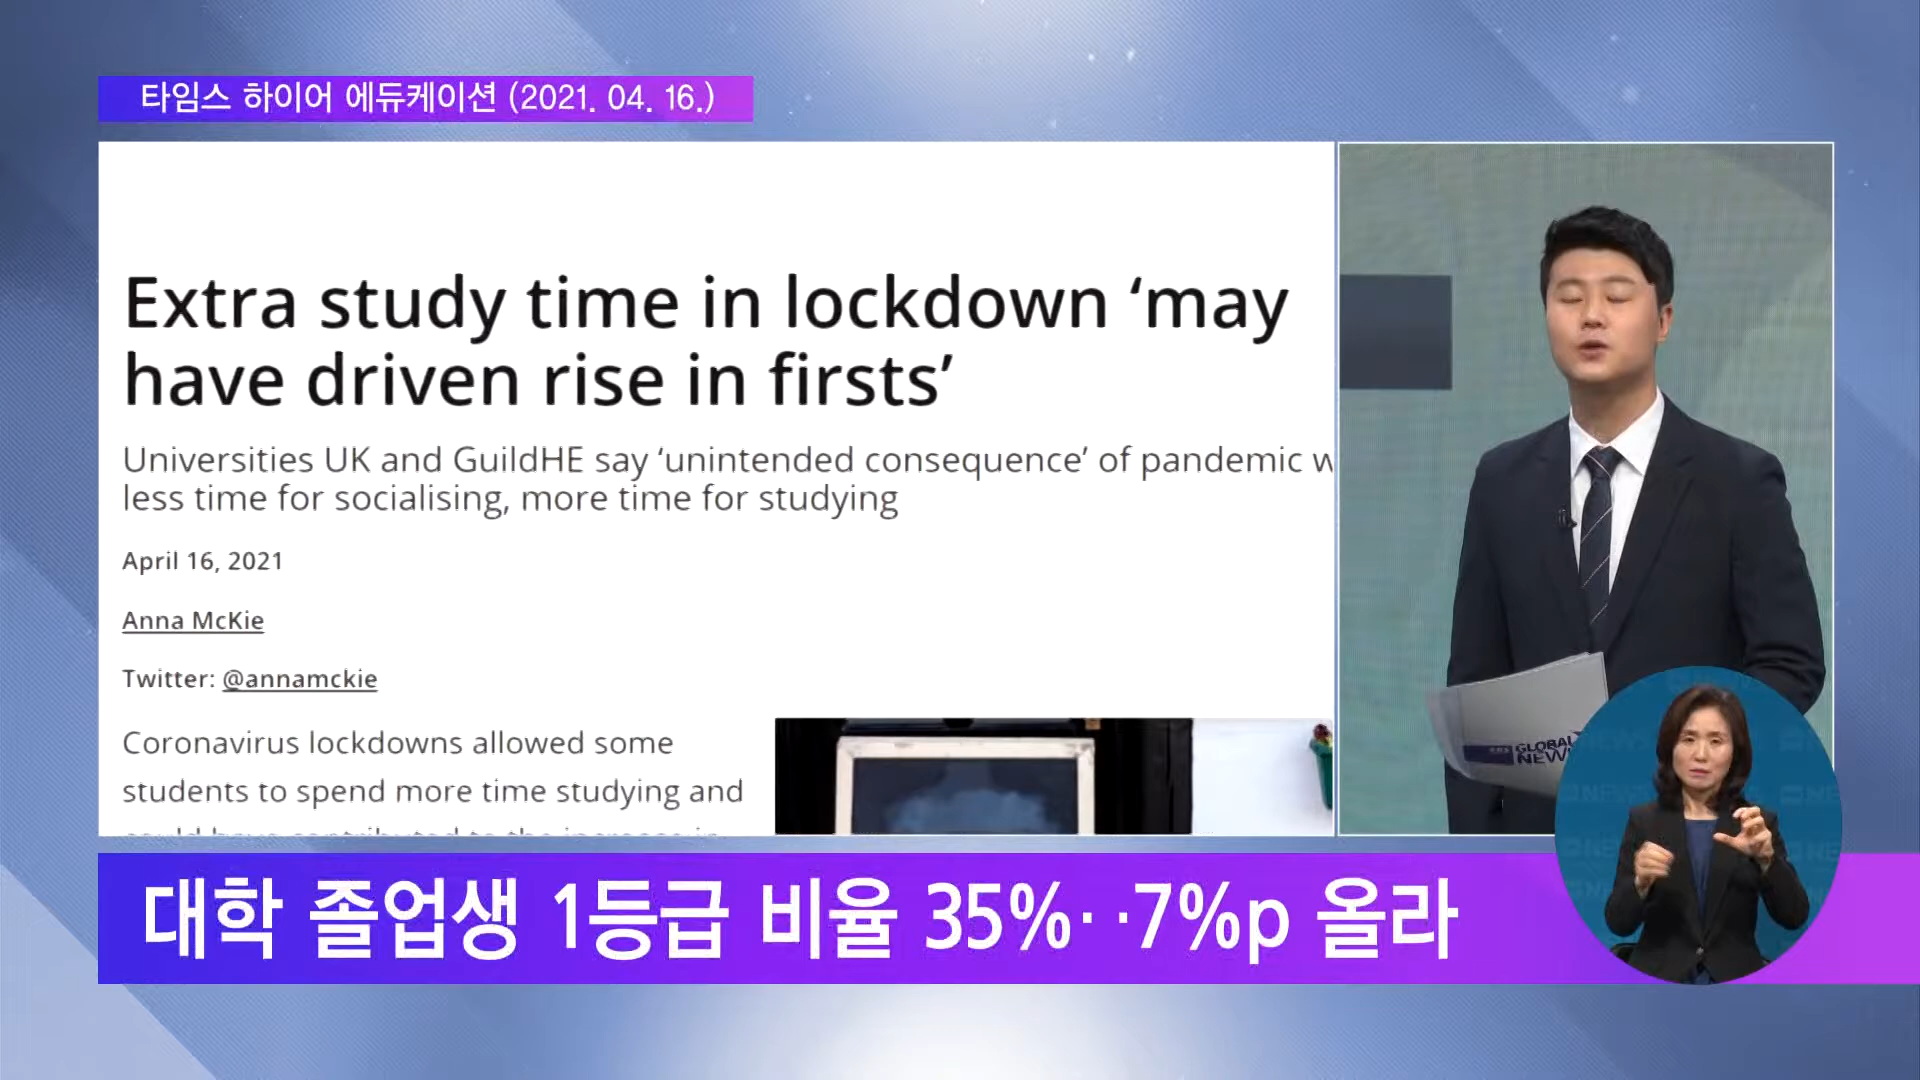 타임스 하이어 에듀케이션 (2021. 04. 16.)
Extra study time in lockdown ‘may
have driven rise in firsts’
Universities UK and GuildHE say ‘unintended consequence’ of pandemic w
less time for socialising, more time for studying
April 16, 2021
Anna McKie
Twitter: @annamckie
Coronavirus lockdowns allowed some
students to spend more time studying and
GLOBAL
NEWS
대학 졸업생 1등급 비율 35%‥7%p 올라